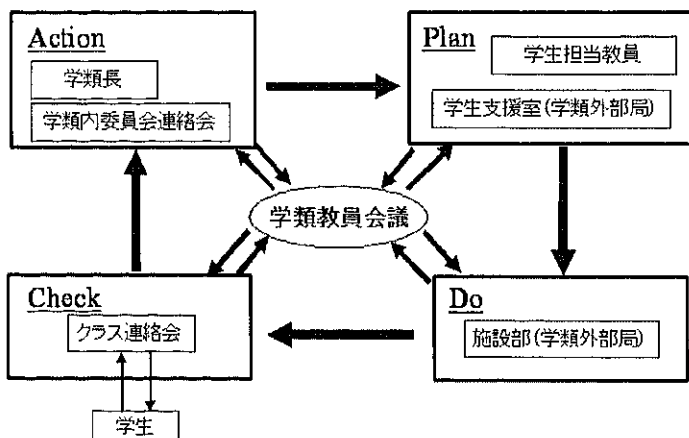 Action
学類長
学類内委員会連絡会
Plan
学生担当教員
学生支援室(学類外部局)
学類教員会議
Check
クラス連絡会
学生
Do
施設部(学類外部局)